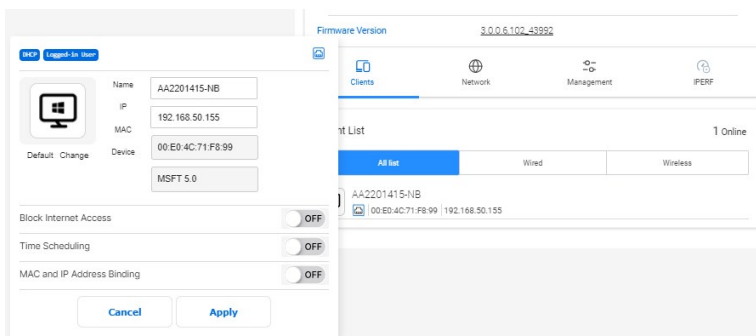 Firmware Version 3.0.0.6.102_43992
DHCP Logged-in User
Name AA2201415-NB
IP 192.168.50.155
MAC 00:E0:4C:71:F8:99
Device MSFT 5.0
Default Change
Block Internet Access OFF
Time Scheduling OFF
MAC and IP Address Binding OFF
Cancel Apply
Clients Network Management IPERF
nt List 1 Online
All list Wired Wireless
AA2201415-NB
00:E0:4C:71:F8:99 192.168.50.155